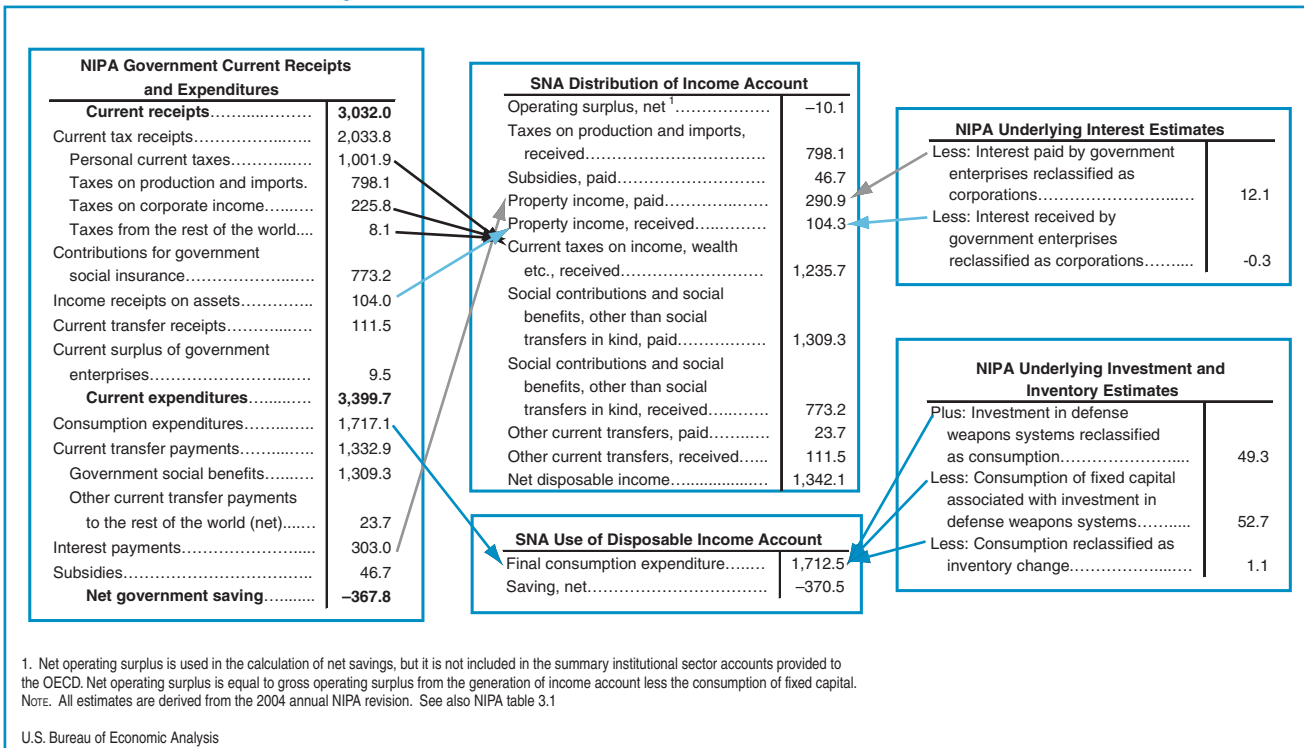 NIPA Government Current Receipts
and Expenditures
Current receipts 3,032.0
Current tax receipts 2,033.8
Personal current taxes 1,001.9
Taxes on production and imports. 798.1
Taxes on corporate income 225.8
Taxes from the rest of the world.... 8.1
Contributions for government
social insurance 773.2
Income receipts on assets 104.0
Current transfer receipts 111.5
Current surplus of government
enterprises 9.5
Current expenditures 3,399.7
Consumption expenditures 1,717.1
Current transfer payments 1,332.9
Government social benefits 1,309.3
Other current transfer payments
to the rest of the world (net) 23.7
Interest payments 303.0
Subsidies 46.7
Net government saving –367.8
SNA Distribution of Income Account
Operating surplus, net 1 –10.1
Taxes on production and imports,
received 798.1
Subsidies, paid 46.7
Property income, paid 290.9
Property income, received 104.3
Current taxes on income, wealth
etc., received 1,235.7
Social contributions and social
benefits, other than social
transfers in kind, paid 1,309.3
Social contributions and social
benefits, other than social
transfers in kind, received 773.2
Other current transfers, paid 23.7
Other current transfers, received 111.5
Net disposable income 1,342.1
SNA Use of Disposable Income Account
Final consumption expenditure 1,712.5
Saving, net –370.5
NIPA Underlying Interest Estimates
Less: Interest paid by government
enterprises reclassified as
corporations 12.1
Less: Interest received by
government enterprises
reclassified as corporations -0.3
NIPA Underlying Investment and
Inventory Estimates
Plus: Investment in defense
weapons systems reclassified
as consumption 49.3
Less: Consumption of fixed capital
associated with investment in
defense weapons systems 52.7
Less: Consumption reclassified as
inventory change 1.1
1. Net operating surplus is used in the calculation of net savings, but it is not included in the summary institutional sector accounts provided to
the OECD. Net operating surplus is equal to gross operating surplus from the generation of income account less the consumption of fixed capital.
NOTE. All estimates are derived from the 2004 annual NIPA revision. See also NIPA table 3.1
U.S. Bureau of Economic Analysis